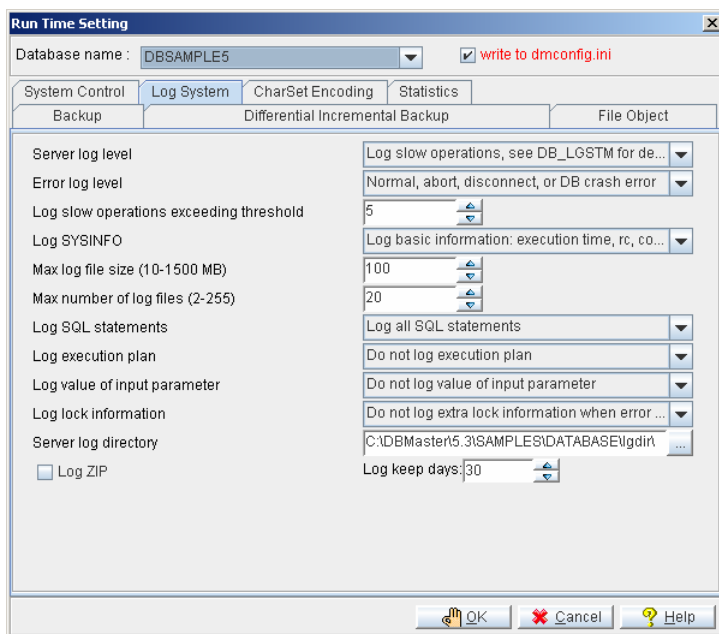 Run Time Setting
Database name : DBSAMPLE5 write to dmconfig.ini
System Control Log System CharSet Encoding Statistics
Backup Differential Incremental Backup File Object
Server log level Log slow operations, see DB_LGSTM for de...
Error log level Normal, abort, disconnect, or DB crash error
Log slow operations exceeding threshold 5
Log SYSINFO Log basic information: execution time, rc, co...
Max log file size (10-1500 MB) 100
Max number of log files (2-255) 20
Log SQL statements Log all SQL statements
Log execution plan Do not log execution plan
Log value of input parameter Do not log value of input parameter
Log lock information Do not log extra lock information when error ...
Server log directory C:\DBMaster\5.3\SAMPLES\DATABASE\lgdir\ ...
Log ZIP Log keep days: 30
OK Cancel Help